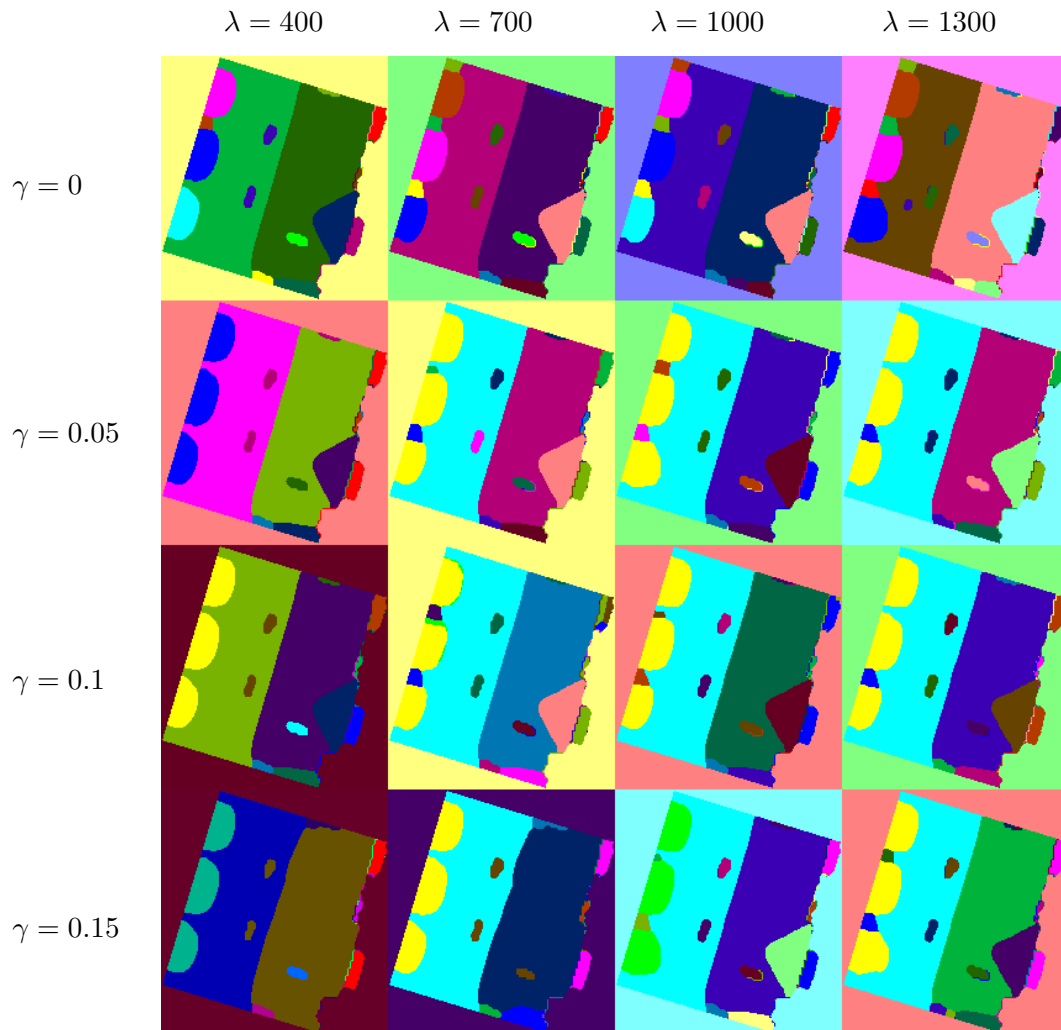 λ = 400 λ = 700 λ = 1000 λ = 1300
γ = 0
γ = 0.05
γ = 0.1
γ = 0.15